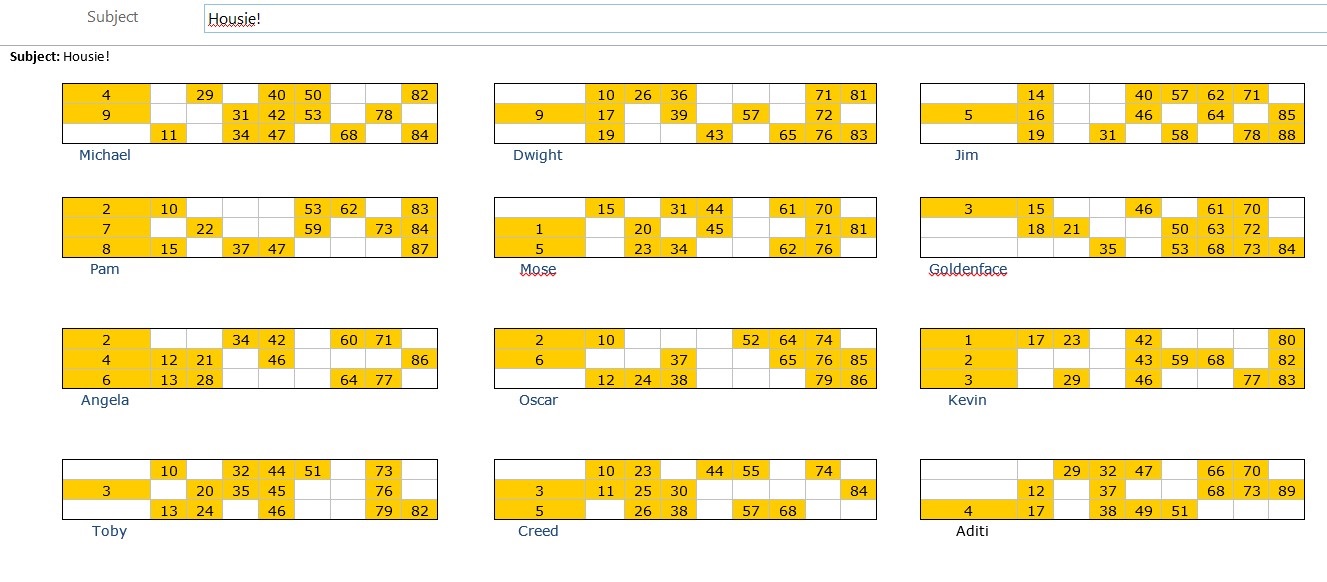 Subject Housie!
Subject: Housie!
4 29 40 50 82 10 26 36 71 81 14 40 57 62 71
9 31 42 53 78 9 17 39 57 72 5 16 46 64 85
11 34 47 68 84 19 43 65 76 83 19 31 58 78 88
Michael Dwight Jim
2 10 53 62 83 15 31 44 61 70 3 15 46 61 70
7 22 59 73 84 1 20 45 71 81 18 21 50 63 72
8 15 37 47 87 5 23 34 62 76 35 53 68 73 84
Pam Mose Goldenface
2 34 42 60 71 2 10 52 64 74 1 17 23 42 80
4 12 21 46 86 6 37 65 76 85 2 43 59 68 82
6 13 28 64 77 12 24 38 79 86 3 29 46 77 83
Angela Oscar Kevin
10 32 44 51 73 10 23 44 55 74 29 32 47 66 70
3 20 35 45 76 3 11 25 30 84 12 37 68 73 89
13 24 46 79 82 5 26 38 57 68 4 17 38 49 51
Toby Creed Aditi